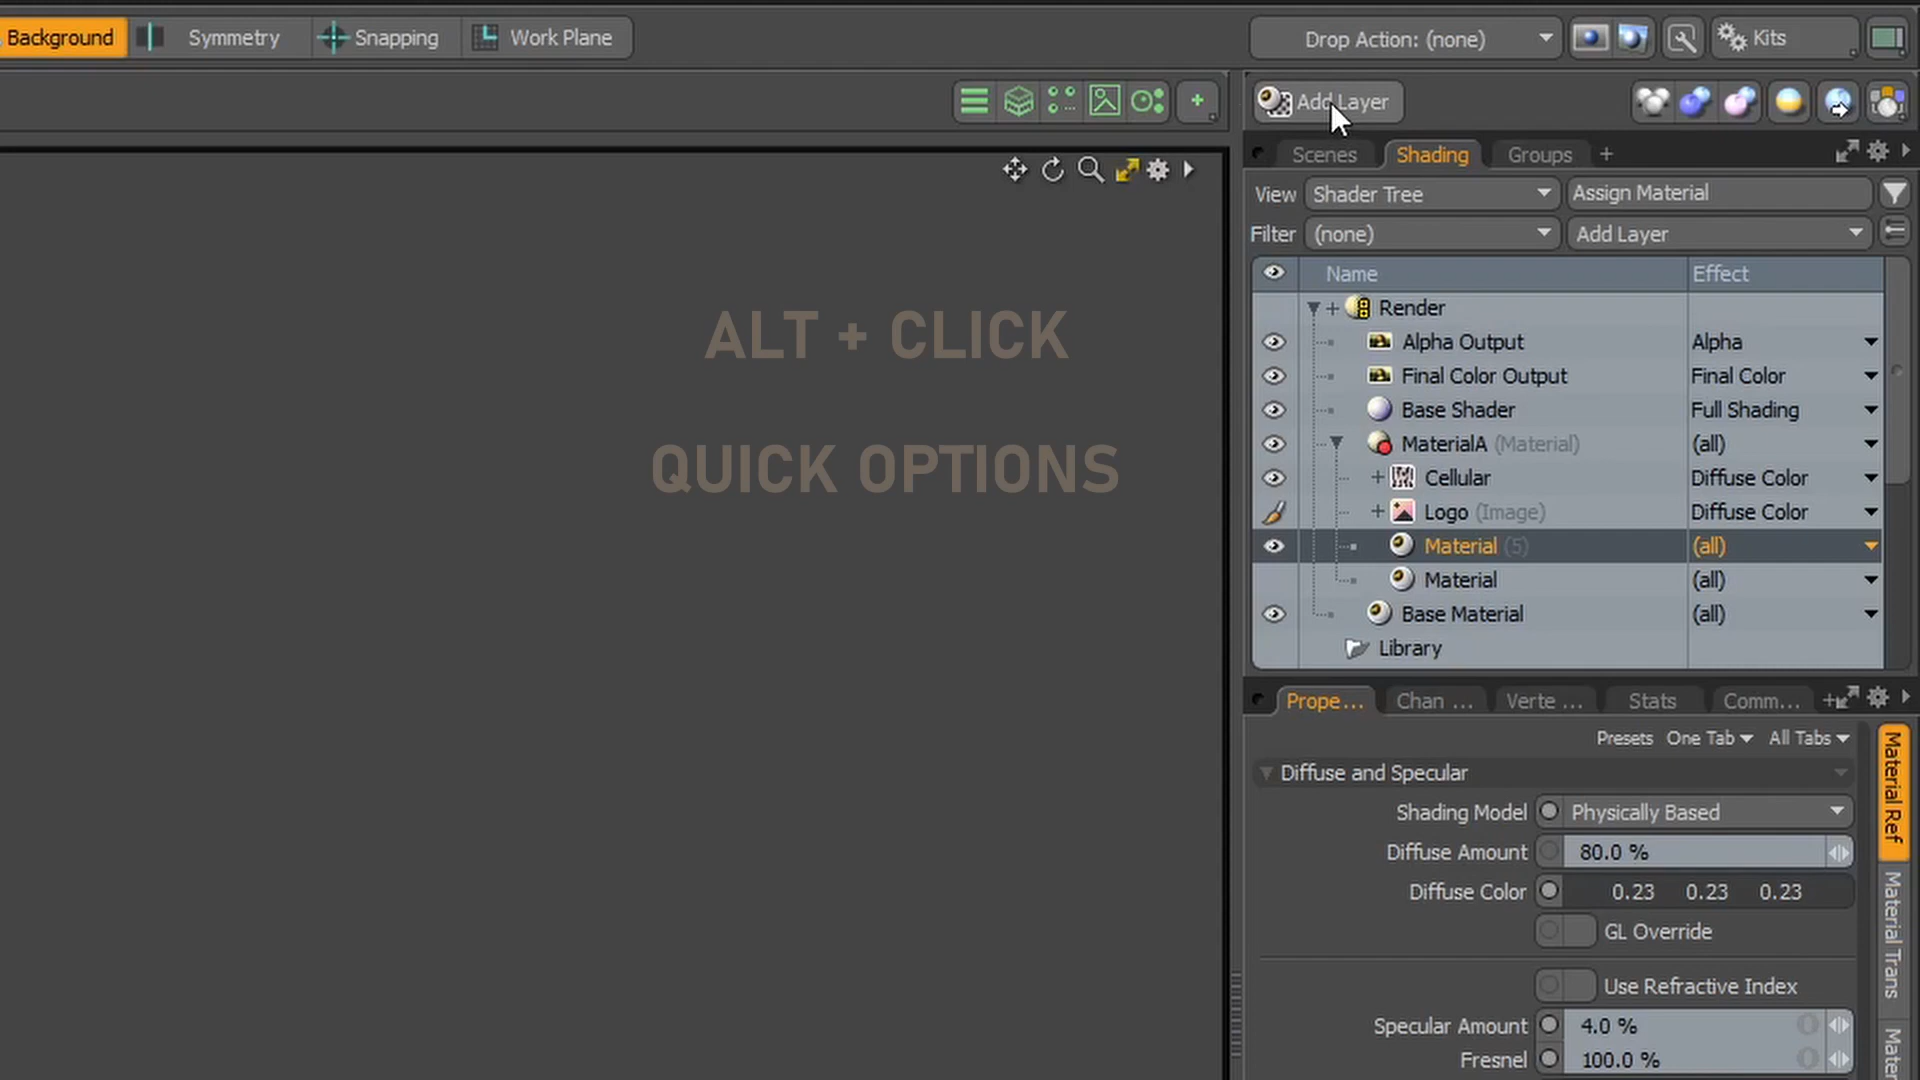 Background
Symmetry
Snapping
Work Plane
Drop Action: (none)
Kits
Add Layer
Scenes
Shading
Groups
+
View
Shader Tree
Assign Material
Filter
(none)
Add Layer
Name
Effect
Render
Alpha Output
Alpha
Final Color Output
Final Color
Base Shader
Full Shading
MaterialA (Material)
(all)
Cellular
Diffuse Color
Logo (Image)
Diffuse Color
Material (5)
(all)
Material
(all)
Base Material
(all)
Library
ALT + CLICK
QUICK OPTIONS
Prope...
Chan ...
Verte ...
Stats
Comm...
Presets
One Tab
All Tabs
Diffuse and Specular
Shading Model
Physically Based
Diffuse Amount
80.0 %
Diffuse Color
0.23 0.23 0.23
GL Override
Use Refractive Index
Specular Amount
4.0 %
Fresnel
100.0 %
Material Ref
Material Trans
Mater